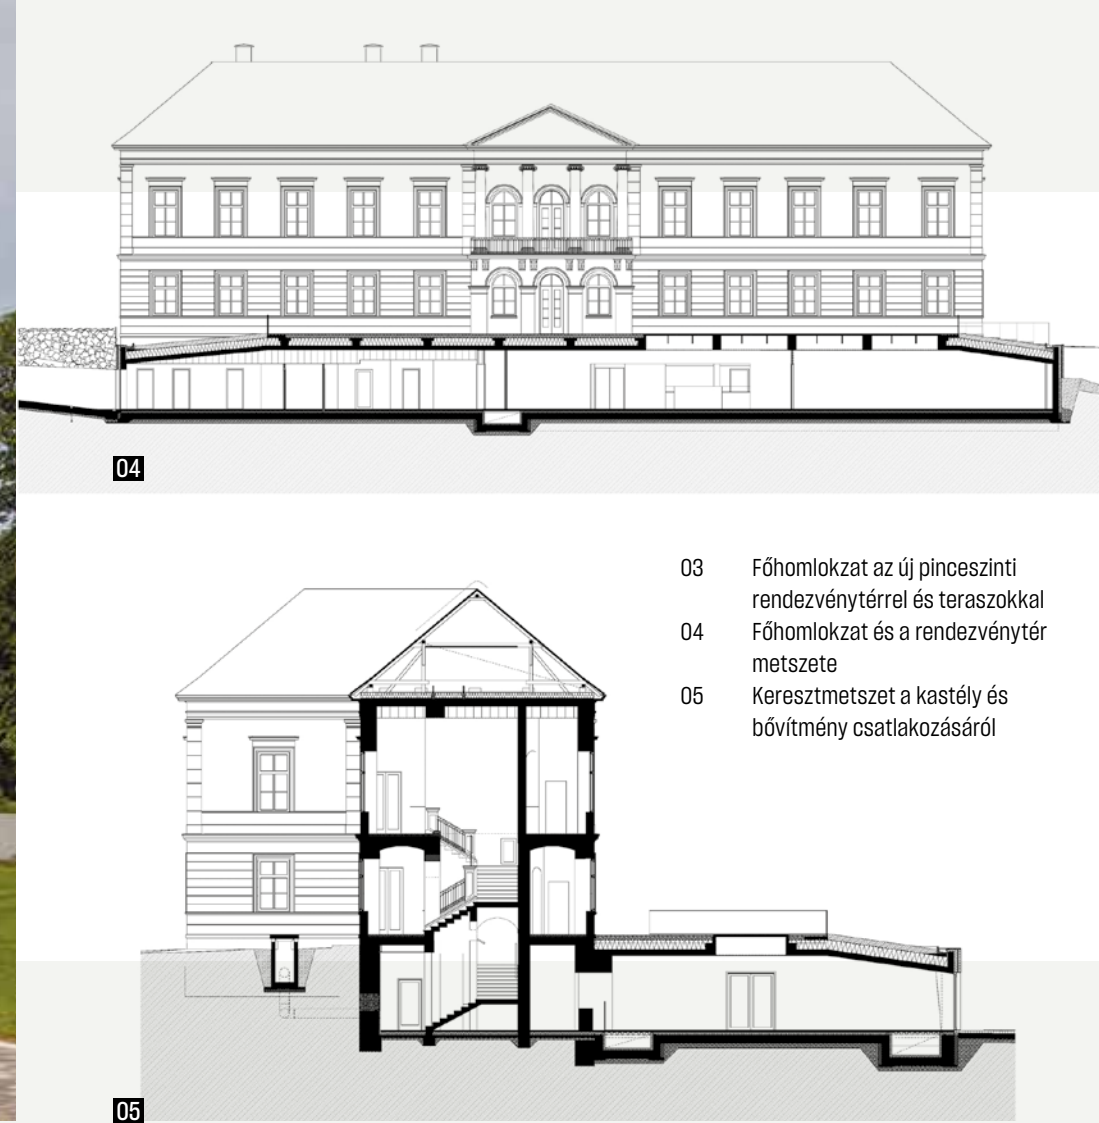 04
03 Főhomlokzat az új pinceszinti
rendezvénytérrel és teraszokkal
04 Főhomlokzat és a rendezvénytér
metszete
05 Keresztmetszet a kastély és
bővítmény csatlakozásáról
05